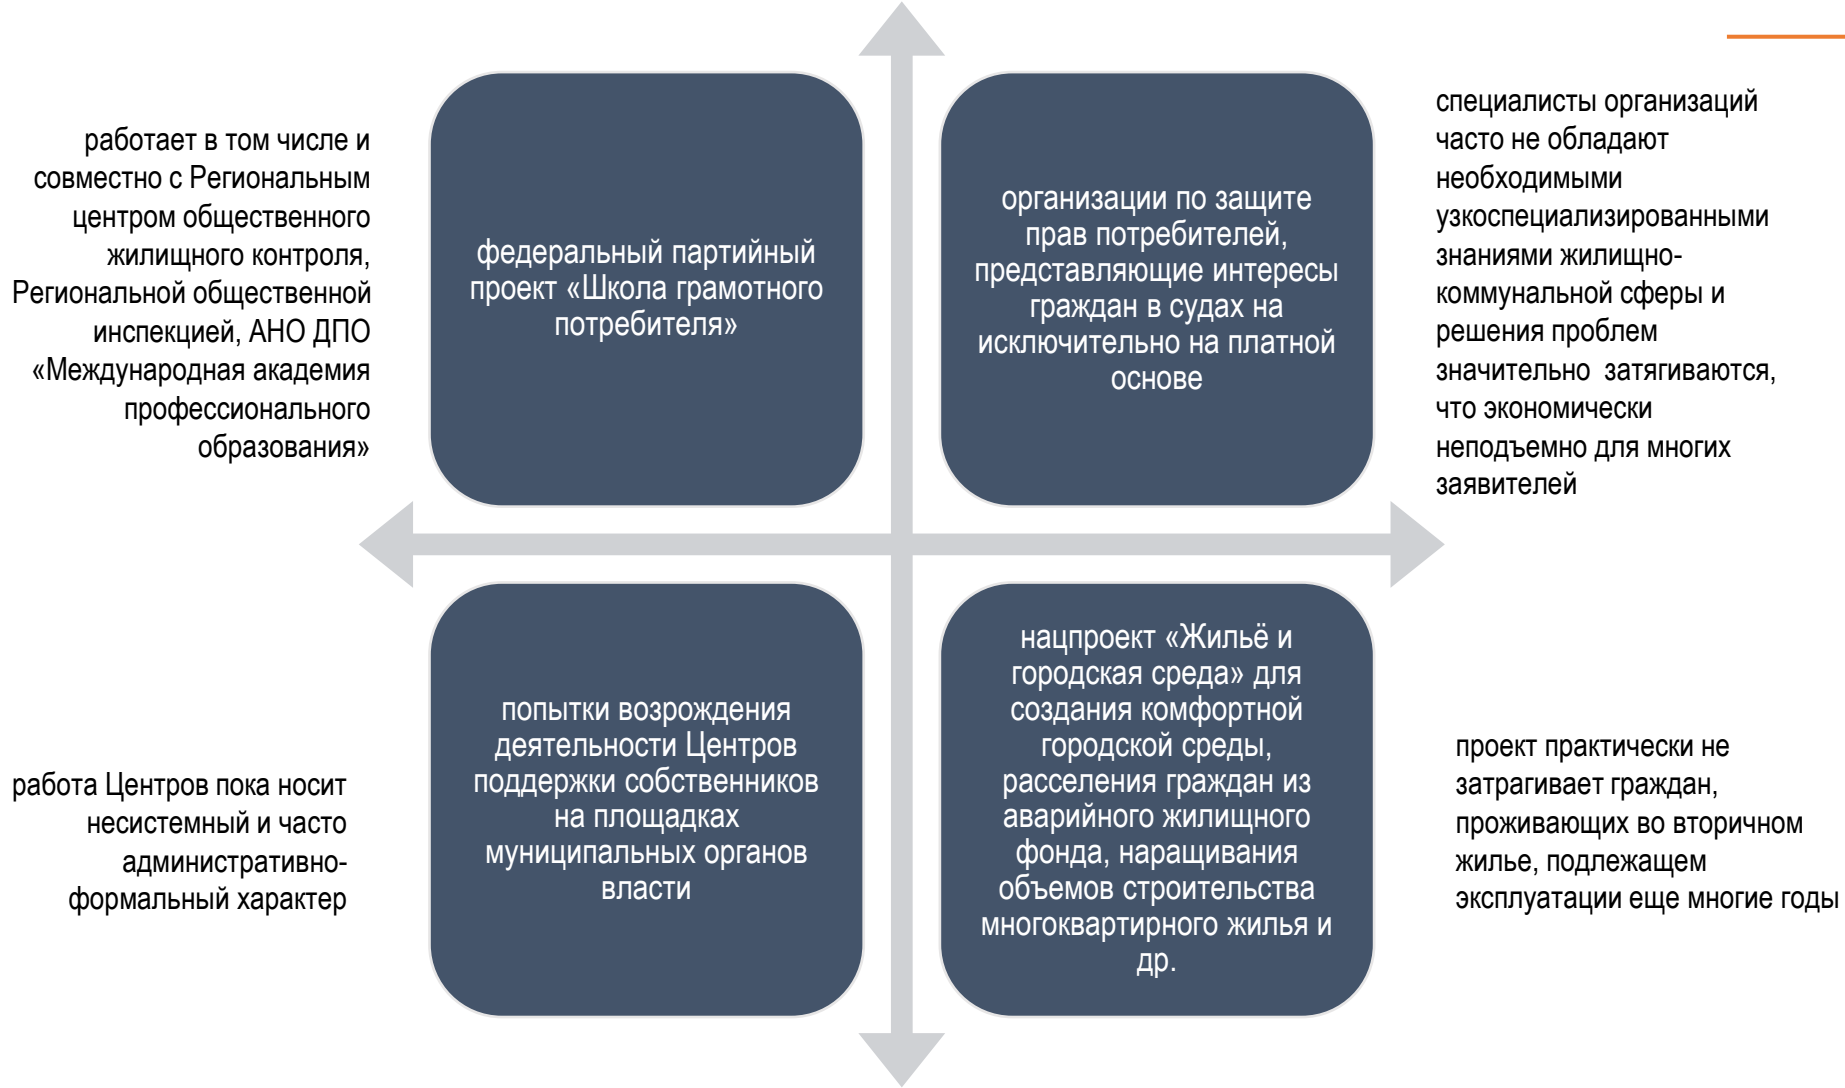 работает в том числе и
совместно с Региональным
центром общественного
жилищного контроля,
Региональной общественной
инспекцией, АНО ДПО
«Международная академия
профессионального
образования»
федеральный партийный
проект «Школа грамотного
потребителя»
организации по защите
прав потребителей,
представляющие интересы
граждан в судах на
исключительно на платной
основе
специалисты организаций
часто не обладают
необходимыми
узкоспециализированными
знаниями жилищно-
коммунальной сферы и
решения проблем
значительно  затягиваются,
что экономически
неподъемно для многих
заявителей
работа Центров пока носит
несистемный и часто
административно-
формальный характер
попытки возрождения
деятельности Центров
поддержки собственников
на площадках
муниципальных органов
власти
нацпроект «Жильё и
городская среда» для
создания комфортной
городской среды,
расселения граждан из
аварийного жилищного
фонда, наращивания
объемов строительства
многоквартирного жилья и
др.
проект практически не
затрагивает граждан,
проживающих во вторичном
жилье, подлежащем
эксплуатации еще многие годы